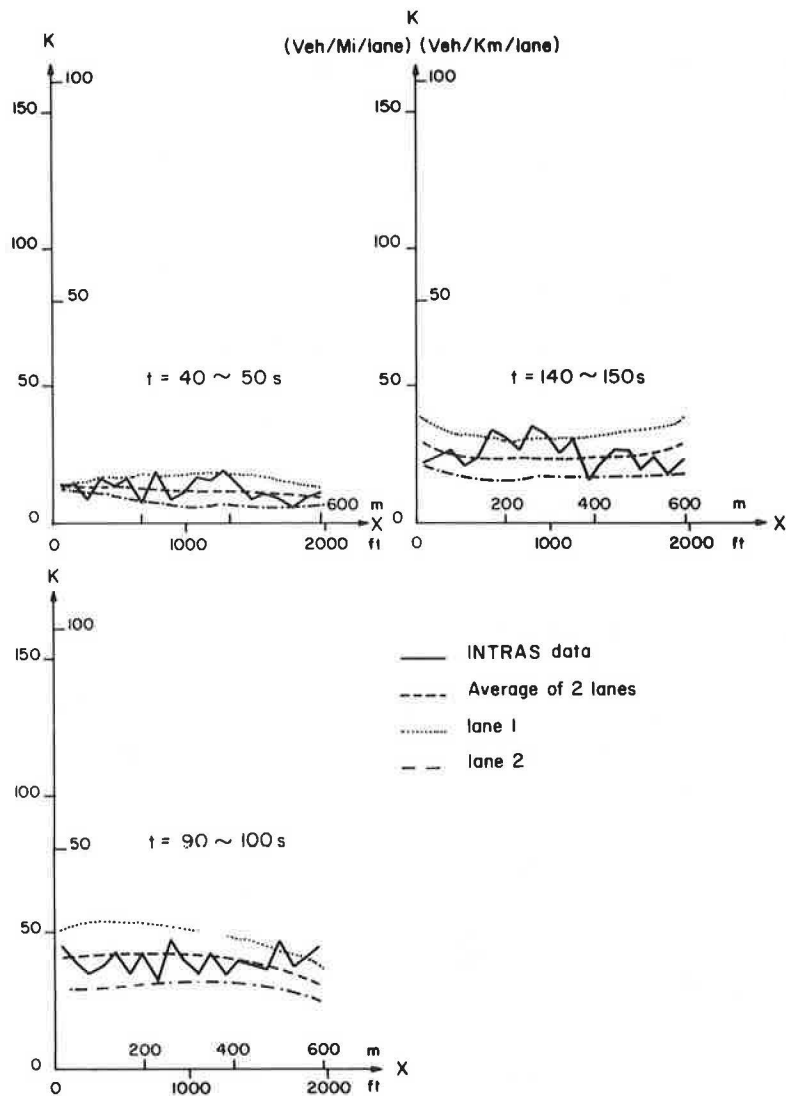 K
(Veh/Mi/lane) (Veh/Km/lane)
K
100
150
100
50
t = 40 ~ 50 s
50
0
600 m
X
0 1000 2000 ft
100
150
100
50
t = 140 ~ 150s
50
0
200 400 600 m
X
0 1000 2000 ft
K
100
150
100
50
t = 90 ~ 100 s
50
0
200 400 600 m
X
0 1000 2000 ft
INTRAS data
Average of 2 lanes
lane 1
lane 2